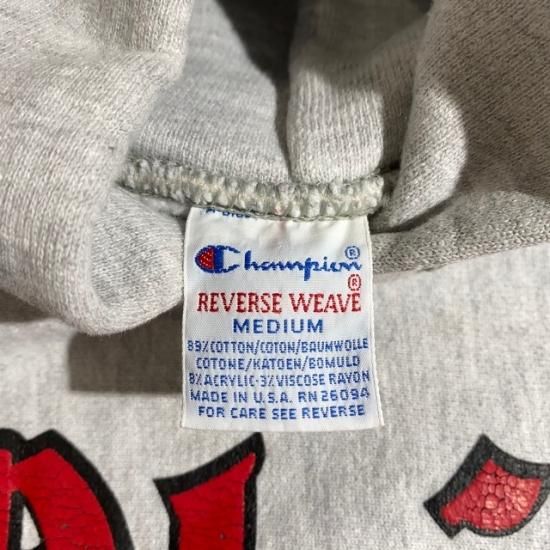 Champion®
REVERSE WEAVE®
MEDIUM
89% COTTON/COTON/BAUMWOLLE
COTONE/KATOEN/BOMULD
8% ACRYLIC-3% VISCOSE RAYON
MADE IN U.S.A. RN 26094
FOR CARE SEE REVERSE